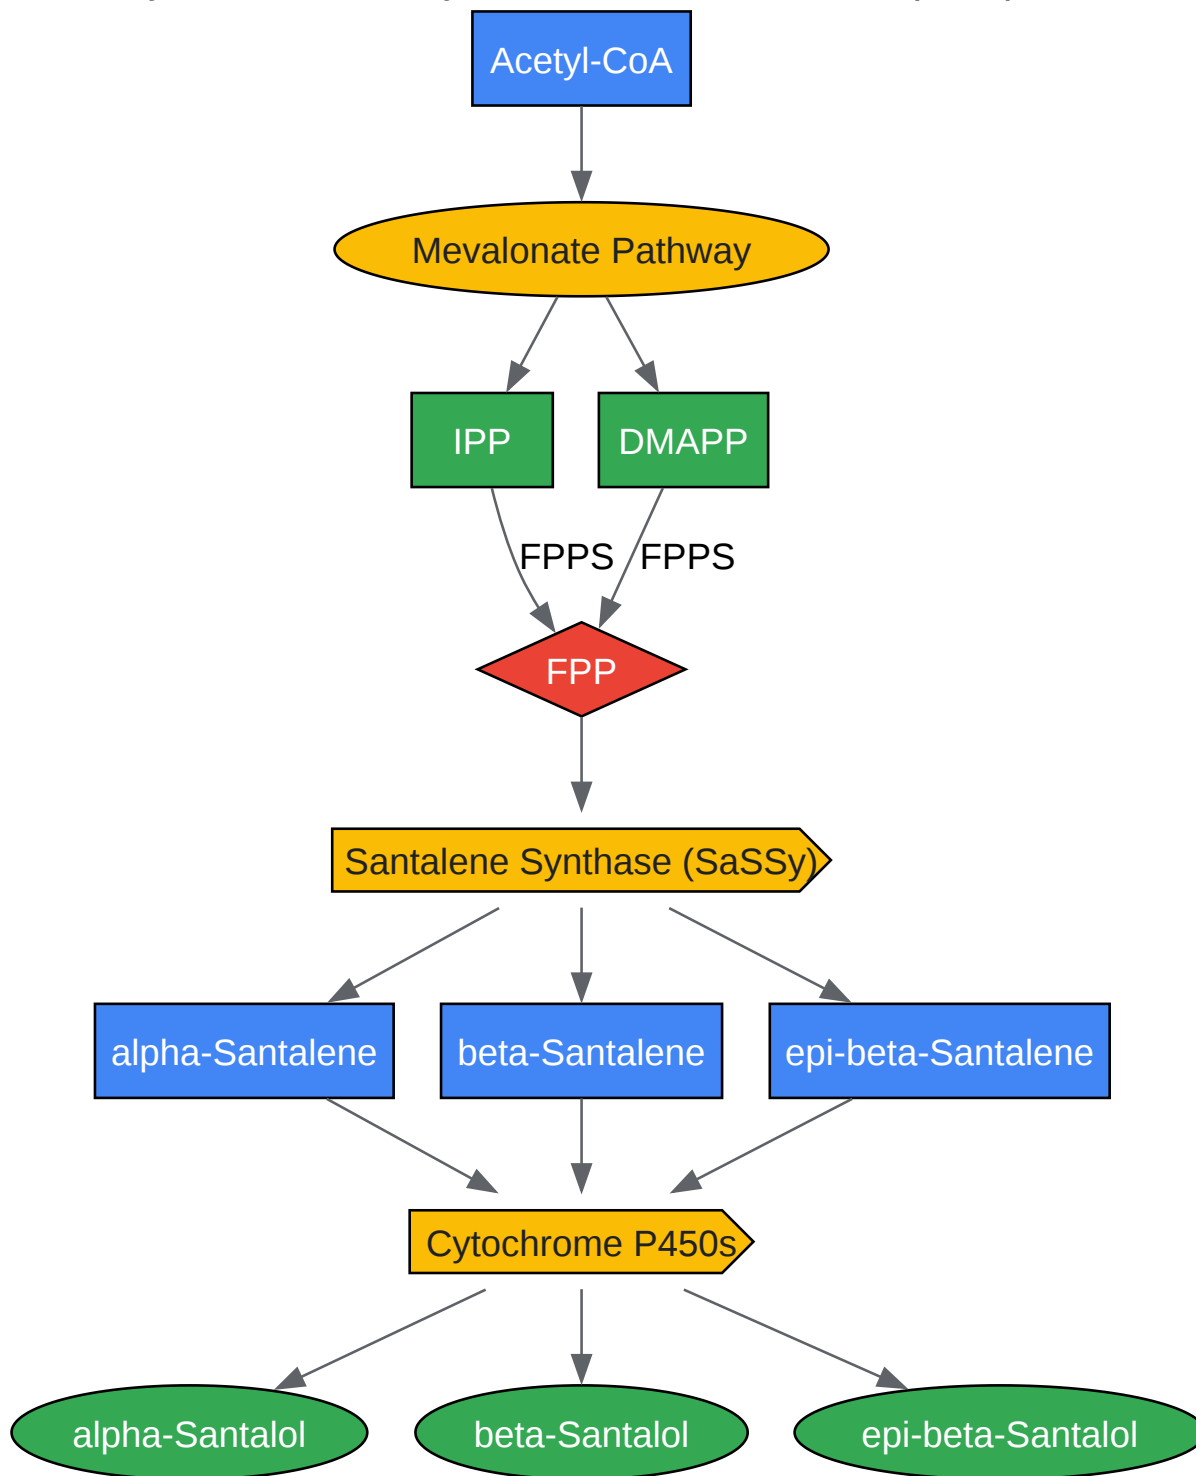 Acetyl-CoA
Mevalonate Pathway
IPP
DMAPP
FPPS
FPPS
FPP
Santalene Synthase (SaSSy)
alpha-Santalene
beta-Santalene
epi-beta-Santalene
Cytochrome P450s
alpha-Santalol
beta-Santalol
epi-beta-Santalol